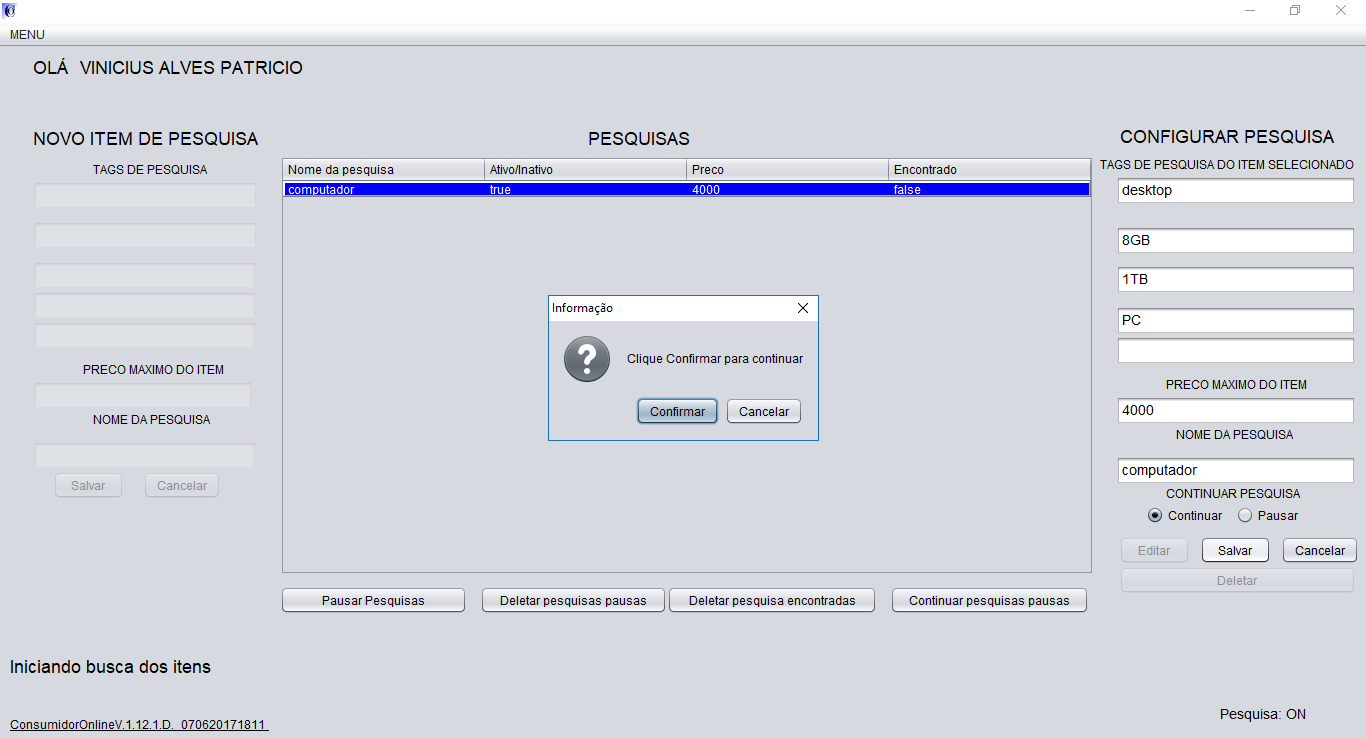 MENU
OLÁ VINICIUS ALVES PATRICIO
NOVO ITEM DE PESQUISA
TAGS DE PESQUISA
PRECO MAXIMO DO ITEM
NOME DA PESQUISA
Salvar Cancelar
PESQUISAS
Nome da pesquisa Ativo/Inativo Preco Encontrado
computador true 4000 false
Informação
Clique Confirmar para continuar
Confirmar Cancelar
Pausar Pesquisas Deletar pesquisas pausas Deletar pesquisa encontradas Continuar pesquisas pausas
CONFIGURAR PESQUISA
TAGS DE PESQUISA DO ITEM SELECIONADO
desktop
8GB
1TB
PC
PRECO MAXIMO DO ITEM
4000
NOME DA PESQUISA
computador
CONTINUAR PESQUISA
Continuar Pausar
Editar Salvar Cancelar
Deletar
Iniciando busca dos itens
Pesquisa: ON
ConsumidorOnlineV.1.12.1.D. 070620171811